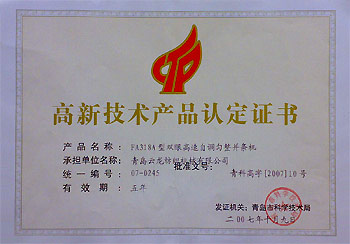 高新技术产品认定证书
产品名称: FA318A型双眼高速自调匀整并条机
承担单位名称: 青岛云龙纺织机械有限公司
统一编号: 07-0245 批准文号: 青科高字[2007]10号
有效期: 五年
发证机关: 青岛市科学技术局
二〇〇七年十月九日